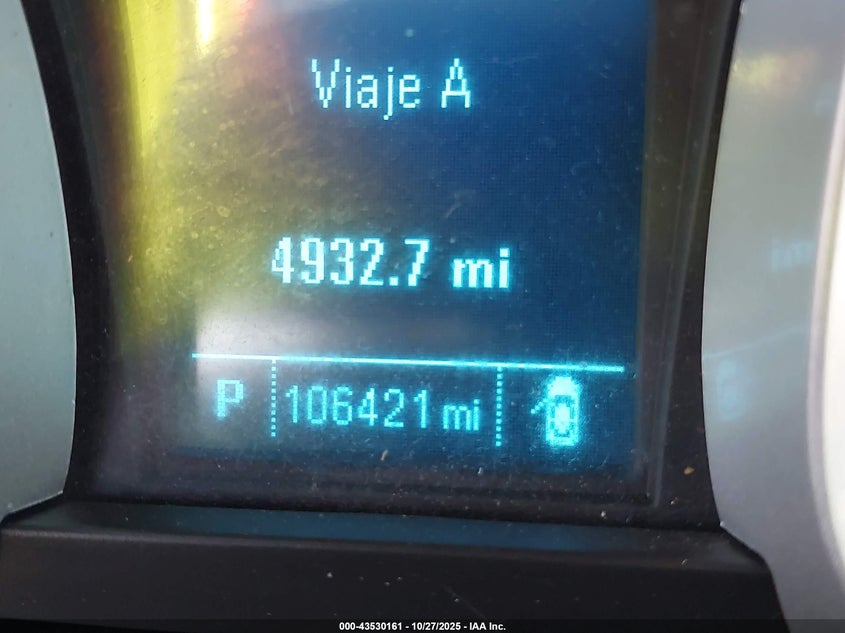 Viaje A
4932.7 mi
P 106421 mi
000-43530161 - 10/27/2025 - IAA Inc.